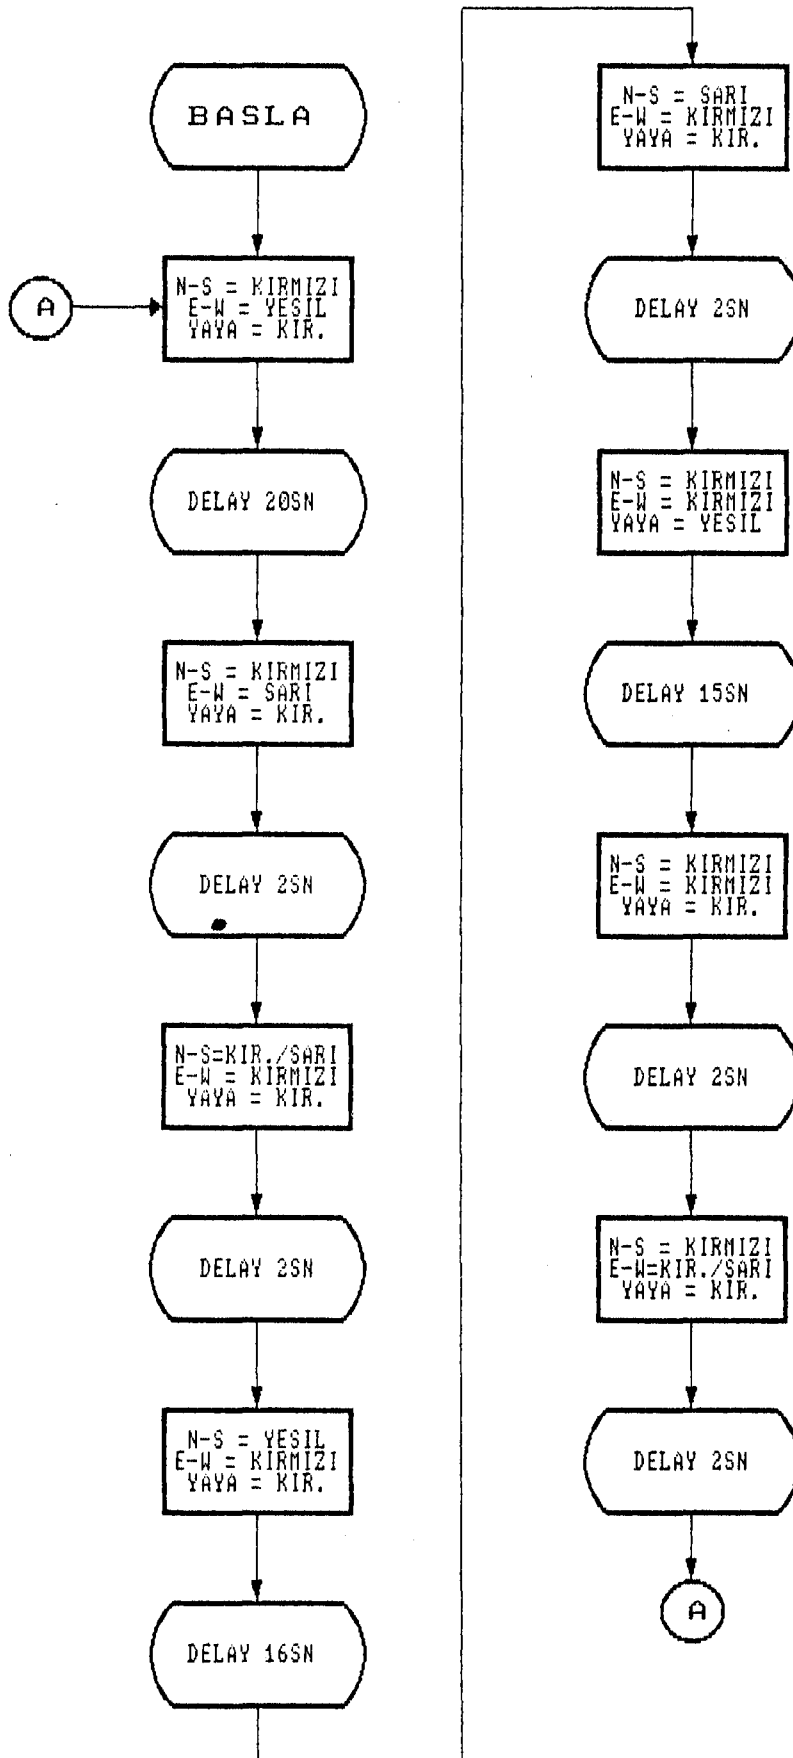 BASLA
A
N-S = KIRMIZI
E-W = YESIL
YAYA = KIR.
DELAY 20SN
N-S = KIRMIZI
E-W = SARI
YAYA = KIR.
DELAY 2SN
N-S=KIR./SARI
E-W = KIRMIZI
YAYA = KIR.
DELAY 2SN
N-S = YESIL
E-W = KIRMIZI
YAYA = KIR.
DELAY 16SN
N-S = SARI
E-W = KIRMIZI
YAYA = KIR.
DELAY 2SN
N-S = KIRMIZI
E-W = KIRMIZI
YAYA = YESIL
DELAY 15SN
N-S = KIRMIZI
E-W = KIRMIZI
YAYA = KIR.
DELAY 2SN
N-S = KIRMIZI
E-W=KIR./SARI
YAYA = KIR.
DELAY 2SN
A